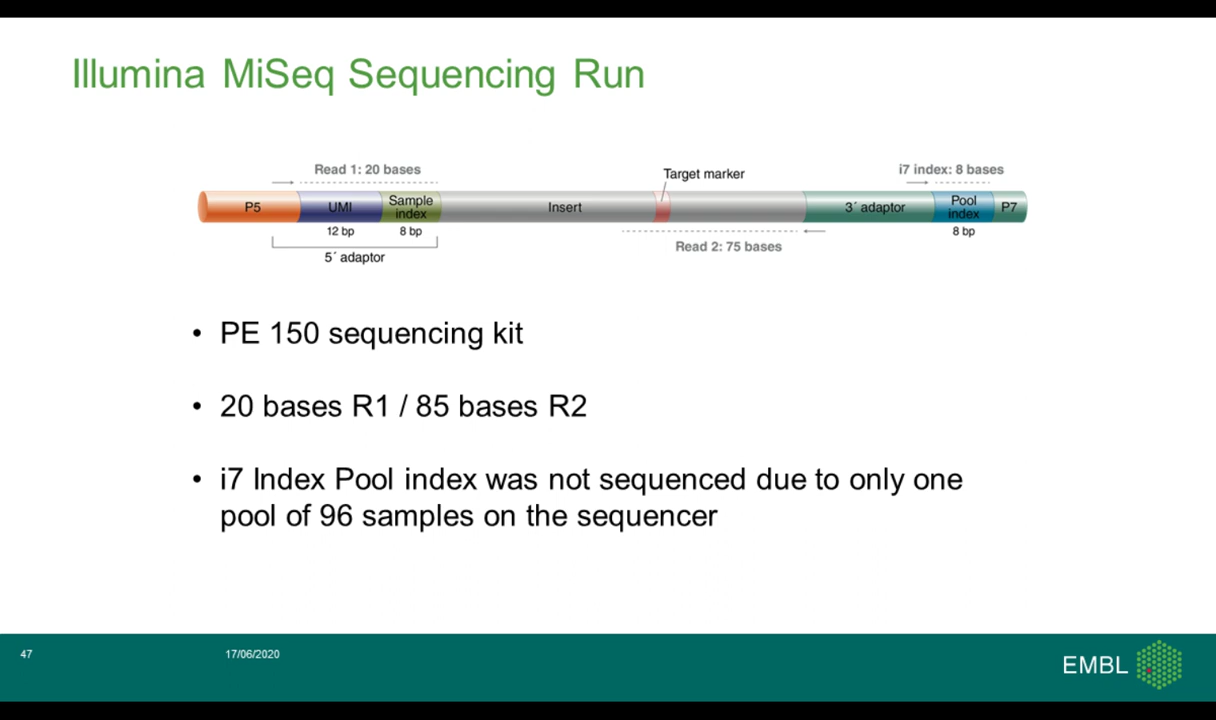 Illumina MiSeq Sequencing Run
Read 1: 20 bases
Target marker
i7 index: 8 bases
P5
UMI
Sample
index
Insert
3´ adaptor
Pool
index
P7
12 bp
8 bp
8 bp
5´ adaptor
Read 2: 75 bases
• PE 150 sequencing kit
• 20 bases R1 / 85 bases R2
• i7 Index Pool index was not sequenced due to only one
pool of 96 samples on the sequencer
47
17/06/2020
EMBL